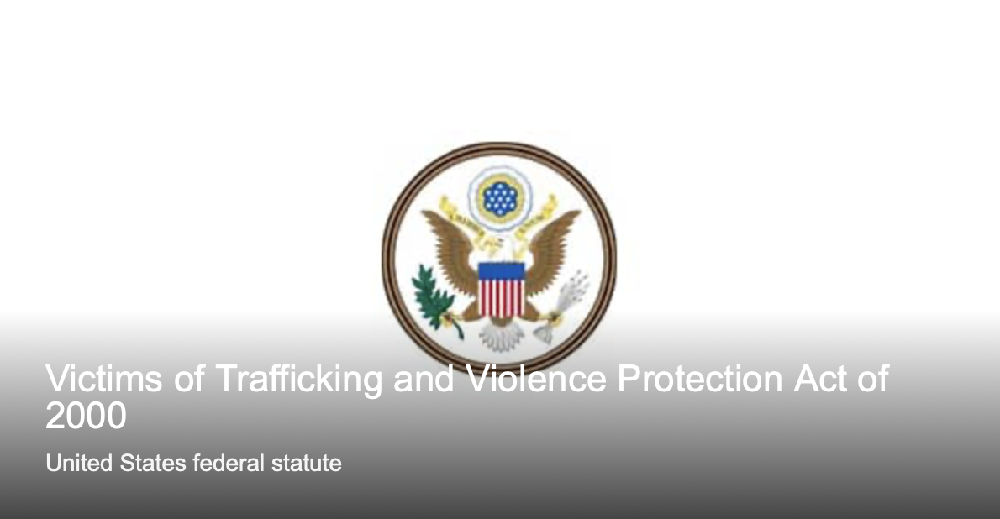 Victims of Trafficking and Violence Protection Act of
2000
United States federal statute